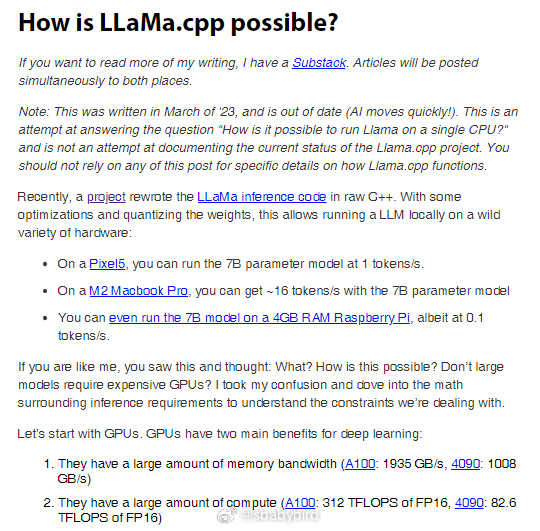 How is LLaMa.cpp possible?
If you want to read more of my writing, I have a Substack. Articles will be posted
simultaneously to both places.
Note: This was written in March of '23, and is out of date (AI moves quickly!). This is an
attempt at answering the question "How is it possible to run Llama on a single CPU?"
and is not an attempt at documenting the current status of the Llama.cpp project. You
should not rely on any of this post for specific details on how Llama.cpp functions.
Recently, a project rewrote the LLaMa inference code in raw C++. With some
optimizations and quantizing the weights, this allows running a LLM locally on a wild
variety of hardware:
• On a Pixel5, you can run the 7B parameter model at 1 tokens/s.
• On a M2 Macbook Pro, you can get ~16 tokens/s with the 7B parameter model
• You can even run the 7B model on a 4GB RAM Raspberry Pi, albeit at 0.1
tokens/s.
If you are like me, you saw this and thought: What? How is this possible? Don't large
models require expensive GPUs? I took my confusion and dove into the math
surrounding inference requirements to understand the constraints we're dealing with.
Let's start with GPUs. GPUs have two main benefits for deep learning:
1. They have a large amount of memory bandwidth (A100: 1935 GB/s, 4090: 1008
GB/s)
2. They have a large amount of compute (A100: 312 TFLOPS of FP16, 4090: 82.6
TFLOPS of FP16)
@sbabybird